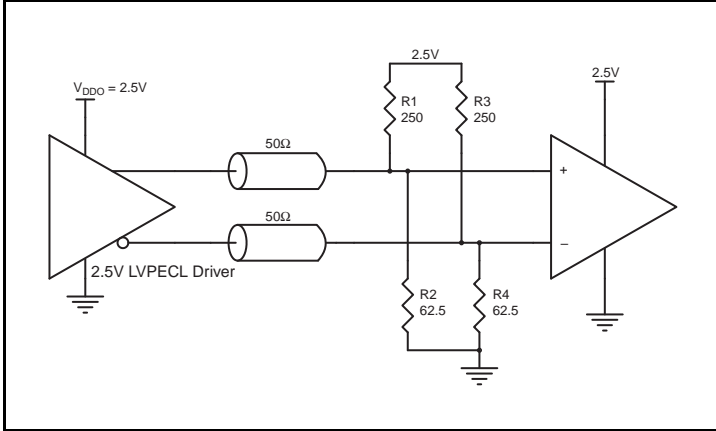 2.5V
V_DDO = 2.5V
2.5V
R1
250
R3
250
50Ω
+
50Ω
–
2.5V LVPECL Driver
R2
62.5
R4
62.5